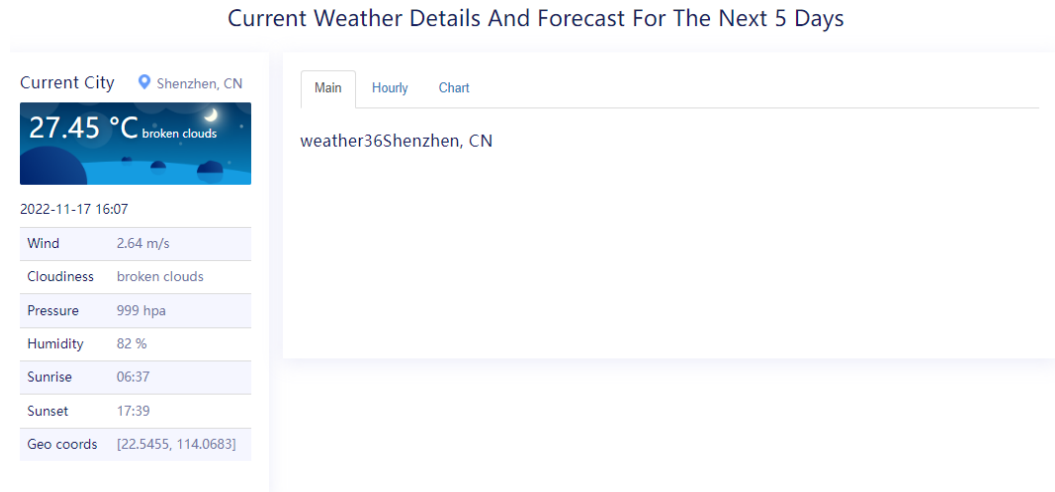 Current Weather Details And Forecast For The Next 5 Days
Current City Shenzhen, CN
27.45 °C broken clouds
2022-11-17 16:07
Wind 2.64 m/s
Cloudiness broken clouds
Pressure 999 hpa
Humidity 82 %
Sunrise 06:37
Sunset 17:39
Geo coords [22.5455, 114.0683]
Main Hourly Chart
weather36Shenzhen, CN